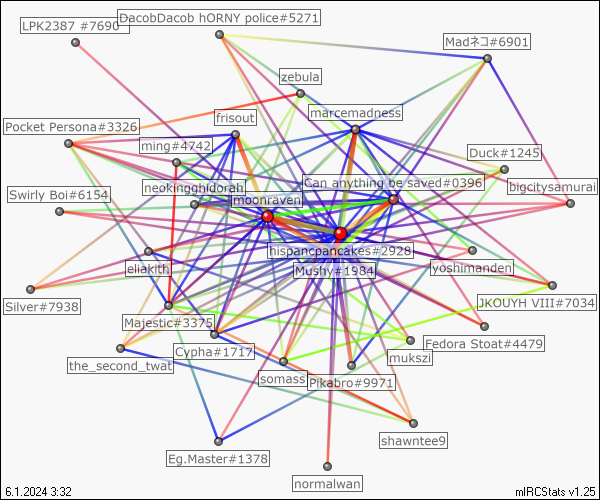 DacobDacob hORNY police#5271
LPK2387 #7690
Madネコ#6901
zebula
marcemadness
frisout
Pocket Persona#3326
ming#4742
Duck#1245
Can anything be saved#0396
neokingghidorah
bigcitysamurai
Swirly Boi#6154
moonraven
hispancpancakes#2928
eliakith
Mushy#1984
yoshimanden
Silver#7938
JKOUYH VIII#7034
Majestic#3375
Fedora Stoat#4479
Cypha#1717
mukszi
the_second_twat
somass
Pikabro#9971
shawntee9
Eg.Master#1378
normalwan
6.1.2024 3:32
mIRCStats v1.25